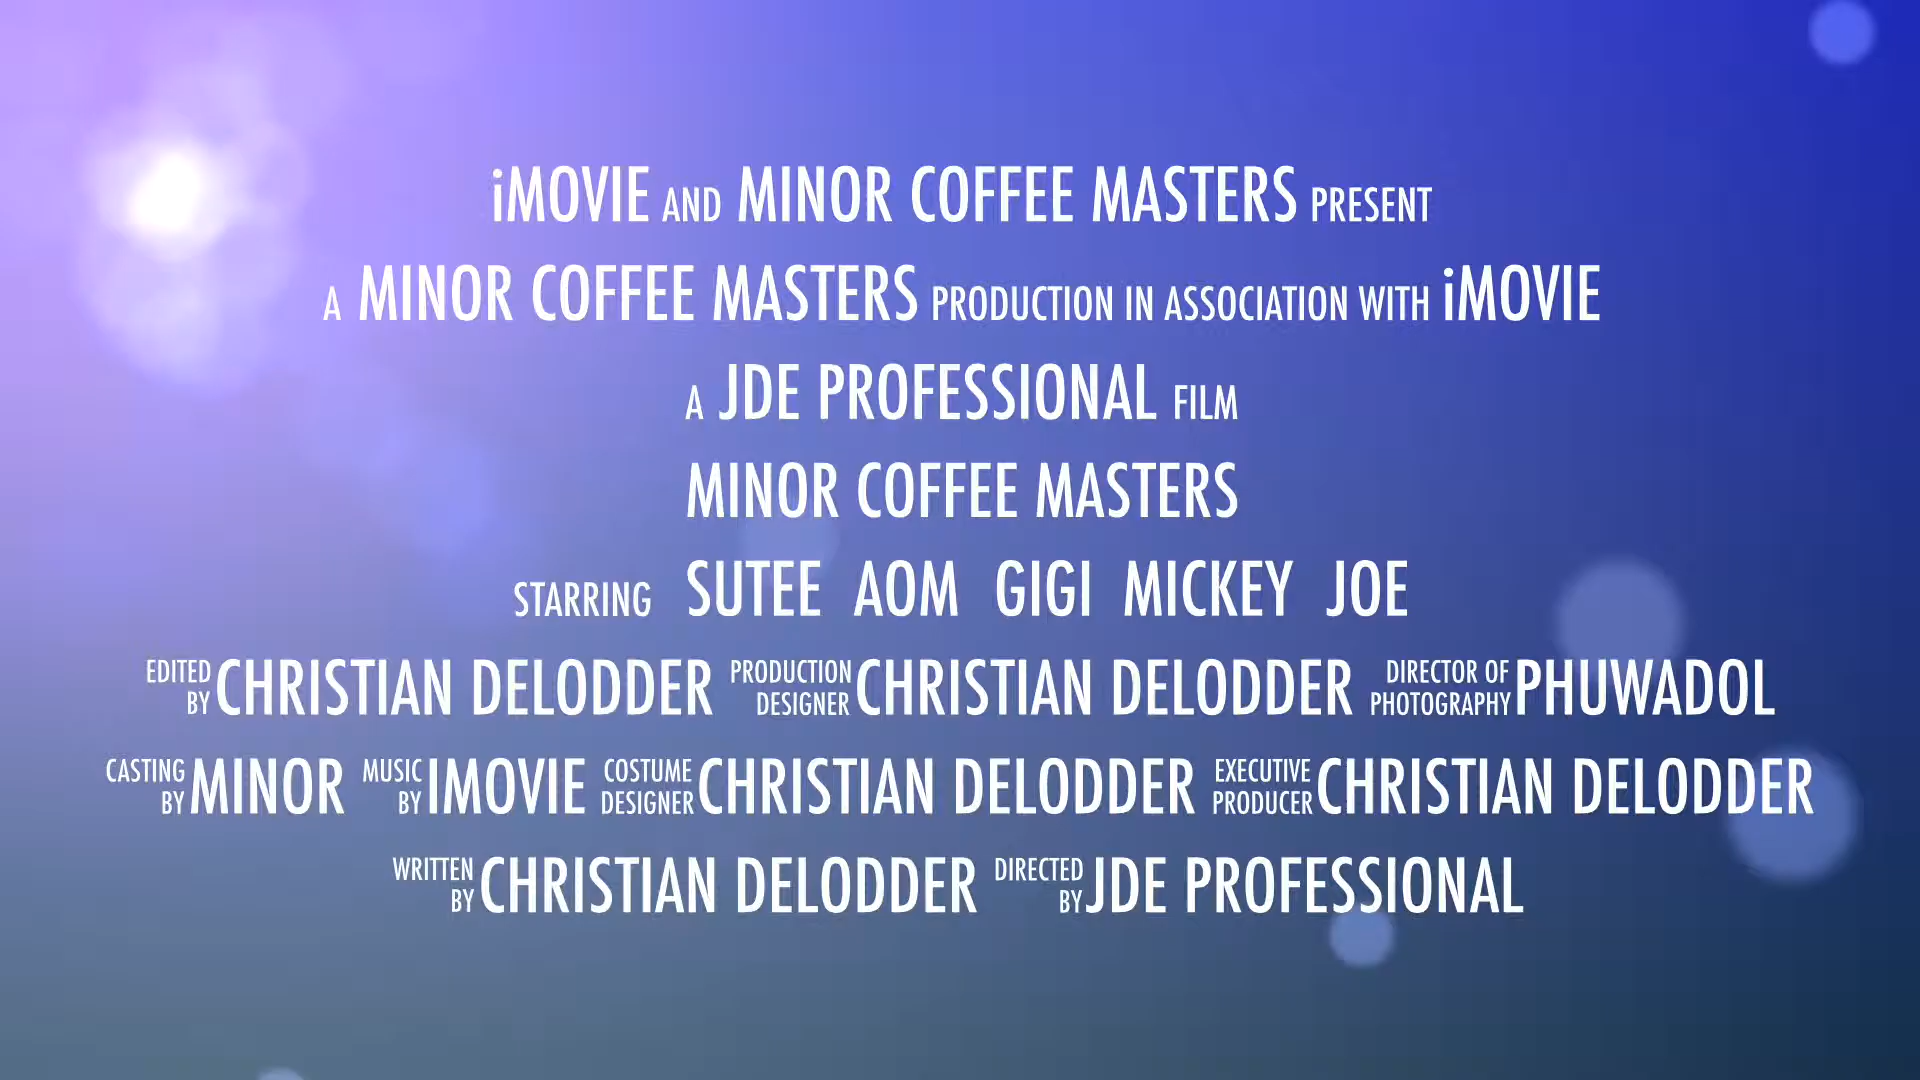 iMOVIE AND MINOR COFFEE MASTERS PRESENT
A MINOR COFFEE MASTERS PRODUCTION IN ASSOCIATION WITH iMOVIE
A JDE PROFESSIONAL FILM
MINOR COFFEE MASTERS
STARRING SUTEE AOM GIGI MICKEY JOE
EDITED BY CHRISTIAN DELODDER PRODUCTION DESIGNER CHRISTIAN DELODDER DIRECTOR OF PHOTOGRAPHY PHUWADOL
CASTING BY MINOR MUSIC BY IMOVIE COSTUME DESIGNER CHRISTIAN DELODDER EXECUTIVE PRODUCER CHRISTIAN DELODDER
WRITTEN BY CHRISTIAN DELODDER DIRECTED BY JDE PROFESSIONAL